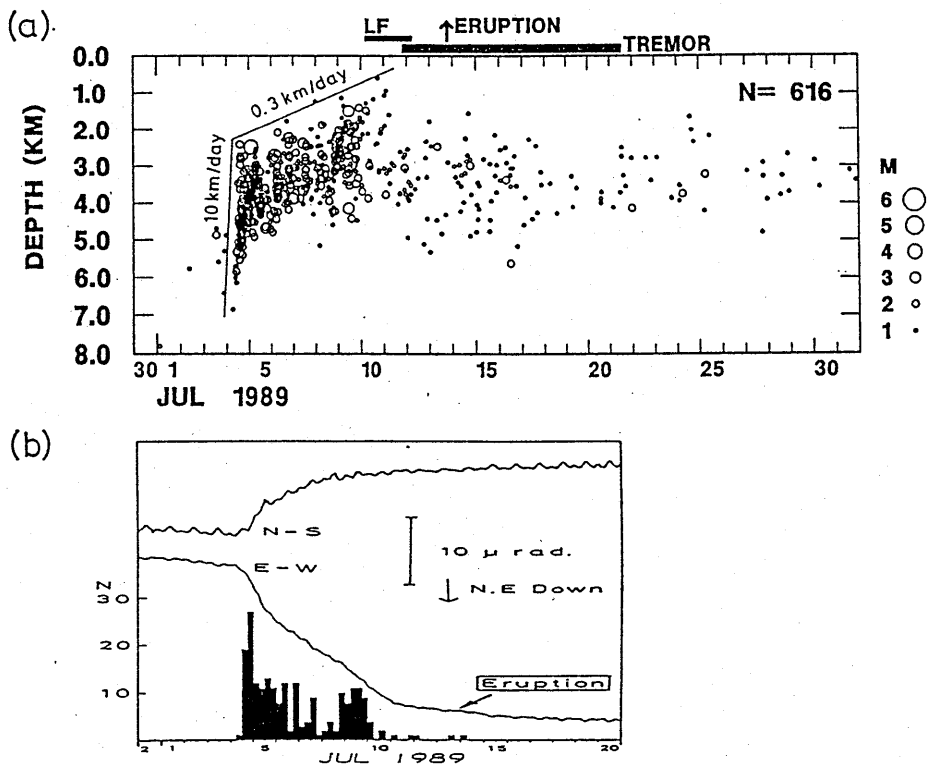 (a).
LF ↑ERUPTION
TREMOR
0.0
1.0
2.0
3.0
4.0
5.0
6.0
7.0
8.0
DEPTH (KM)
0.3 km/day
10 km/day
N= 616
M
6
5
4
3
2
1
30 1 5 10 15 20 25 30
JUL 1989
(b)
N-S
E-W
10 μ rad.
↓ N.E Down
N
30
20
10
Eruption
2 1 5 10 15 20
JUL 1989